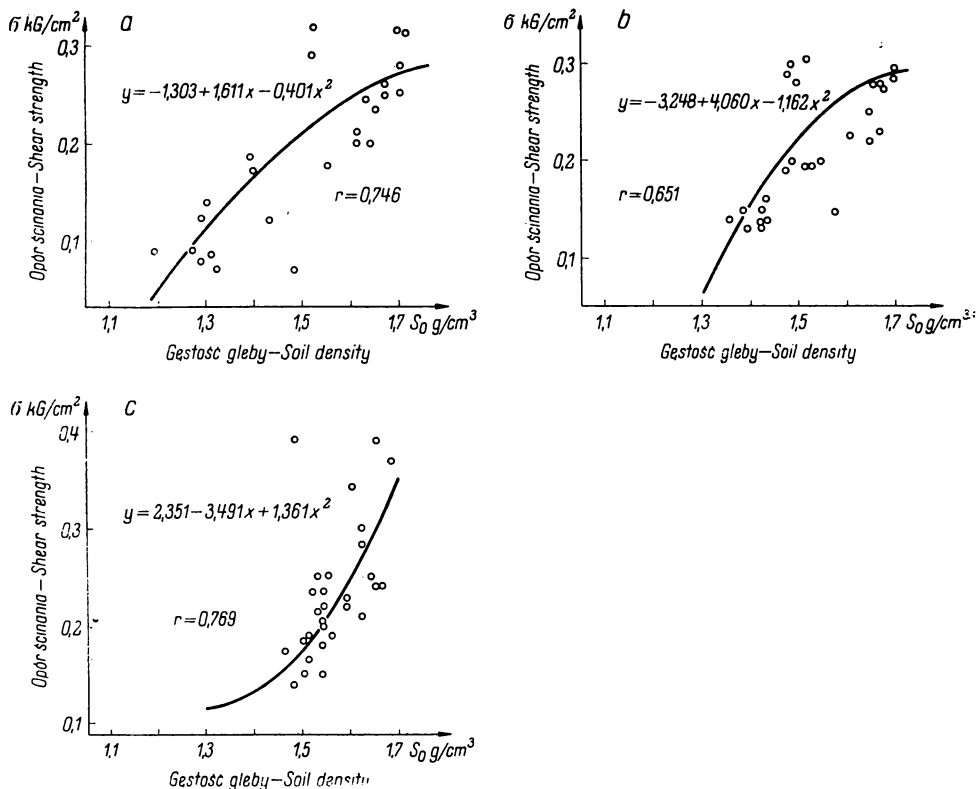 б kG/cm²
a
0,3
0,2
0,1
Opór ścinania – Shear strength
y = –1,303 + 1,611x – 0,401x²
r = 0,746
1,1 1,3 1,5 1,7 S₀ g/cm³
Gęstość gleby – Soil density
б kG/cm²
b
0,3
0,2
0,1
Opór ścinania – Shear strength
y = –3,248 + 4,060x – 1,162x²
r = 0,651
1,1 1,3 1,5 1,7 S₀ g/cm³
Gęstość gleby – Soil density
б kG/cm²
c
0,4
0,3
0,2
0,1
Opór ścinania – Shear strength
y = 2,351 – 3,491x + 1,361x²
r = 0,769
1,1 1,3 1,5 1,7 S₀ g/cm³
Gęstość gleby – Soil density